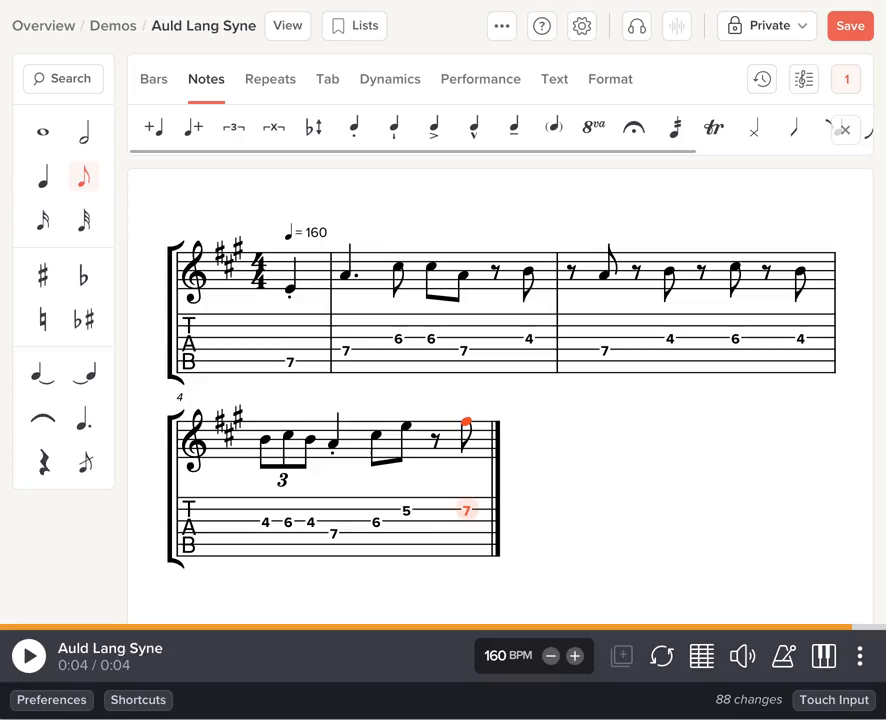 Overview / Demos / Auld Lang Syne View Lists Private Save
Search
Bars Notes Repeats Tab Dynamics Performance Text Format 1
3 X 8va tr
= 160
4 4
T A B
7 7 6 6 7 4 7 4 6 4
4
3
T A B
4 6 4 7 6 5 7
Auld Lang Syne
0:04 / 0:04
160 BPM
Preferences Shortcuts 88 changes Touch Input